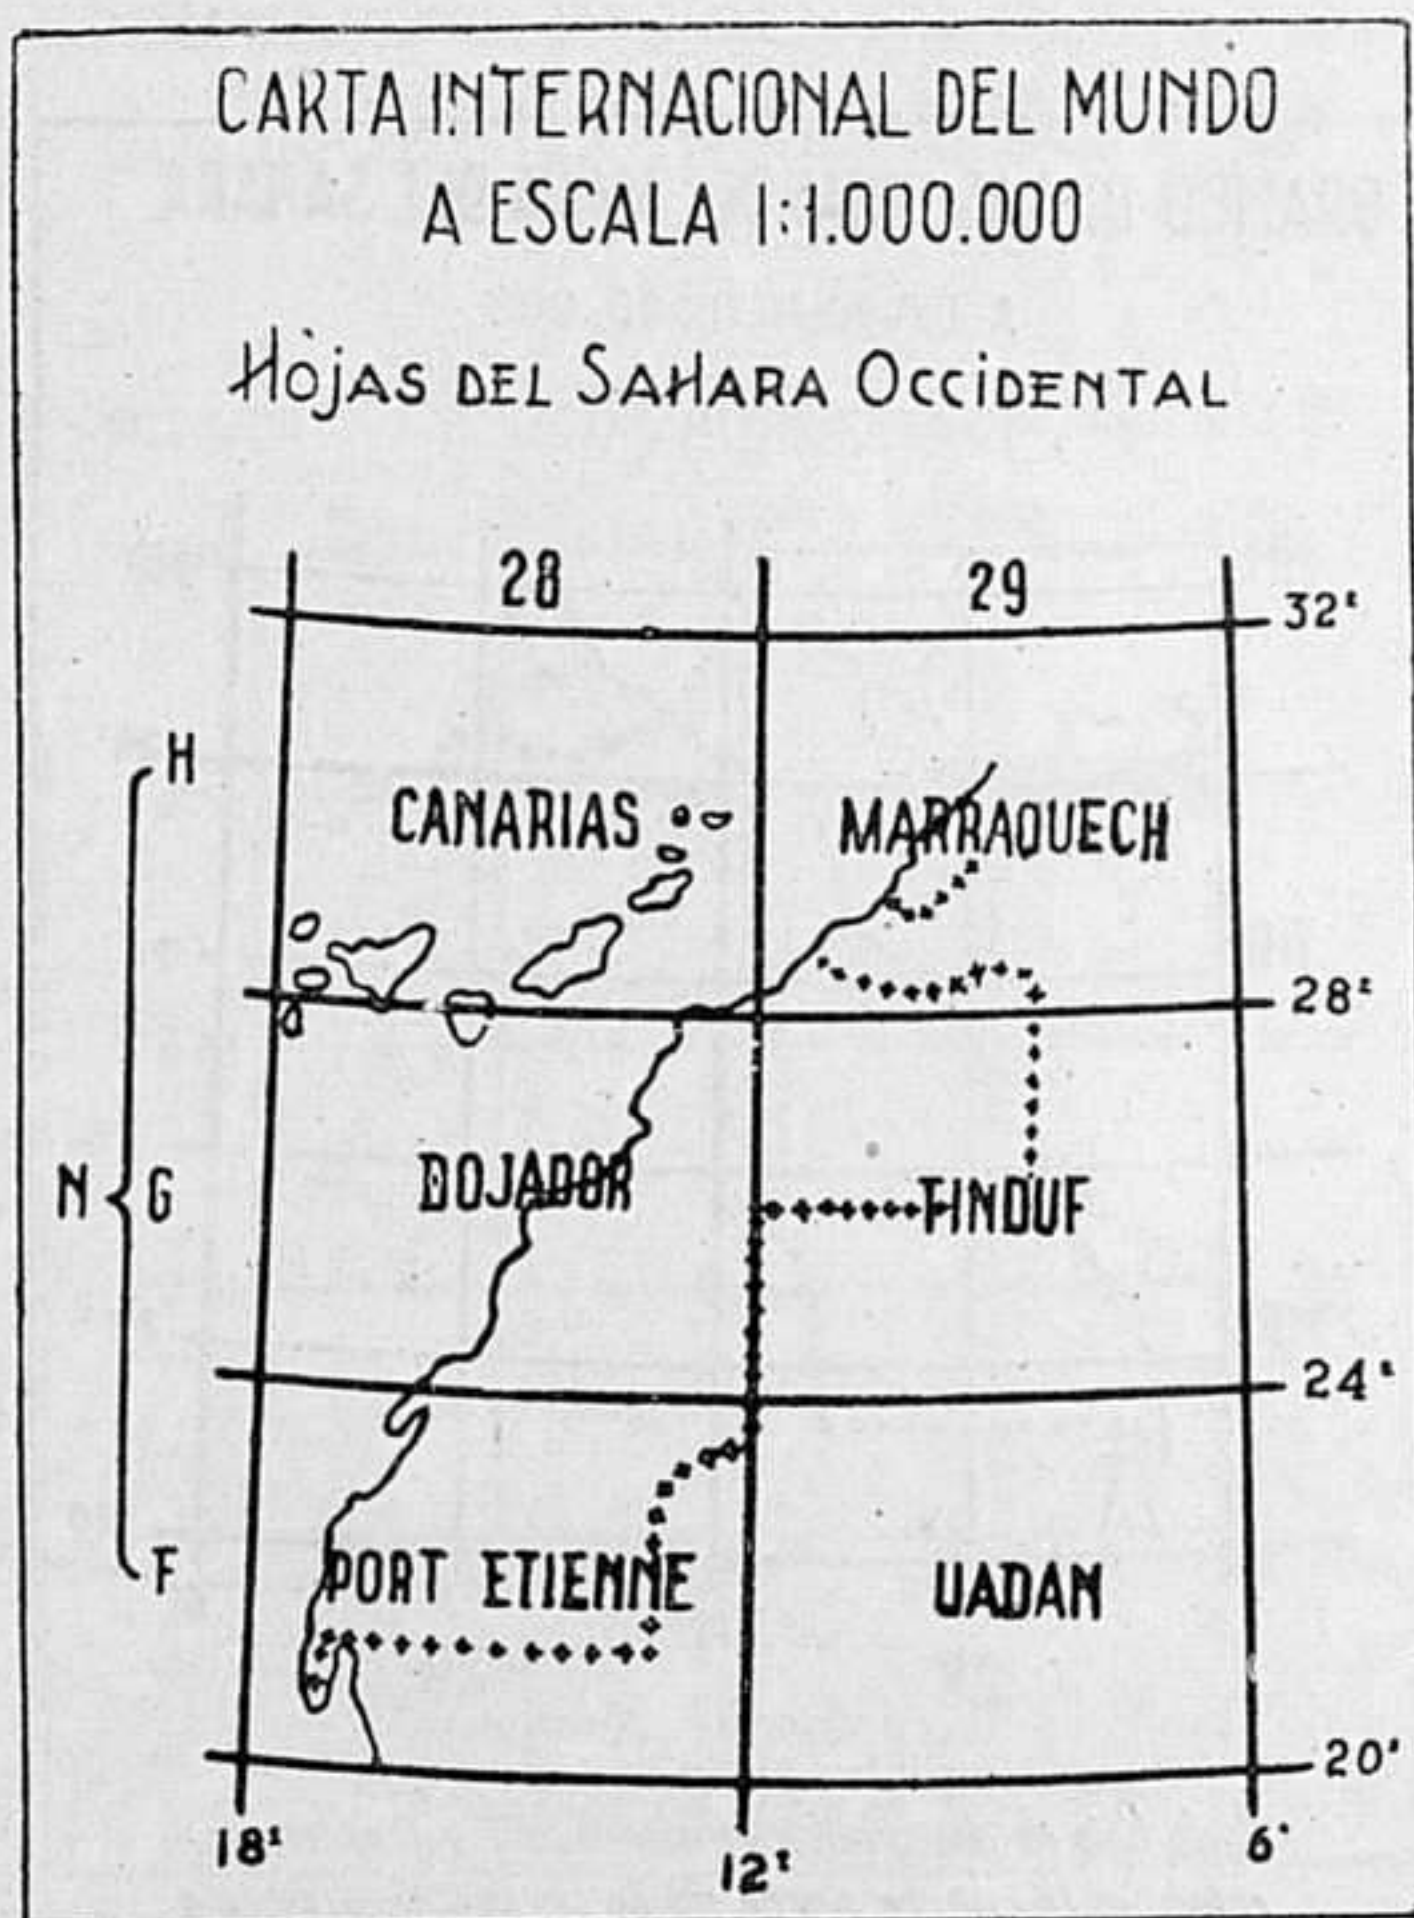 CARTA INTERNACIONAL DEL MUNDO
A ESCALA 1:1.000.000
Hojas del Sahara Occidental
28 29
32°
H
CANARIAS MARRAQUECH
28°
N G
DOJADOR TINDUF
24°
F
PORT ETIENNE UADAN
20°
18° 12° 6°